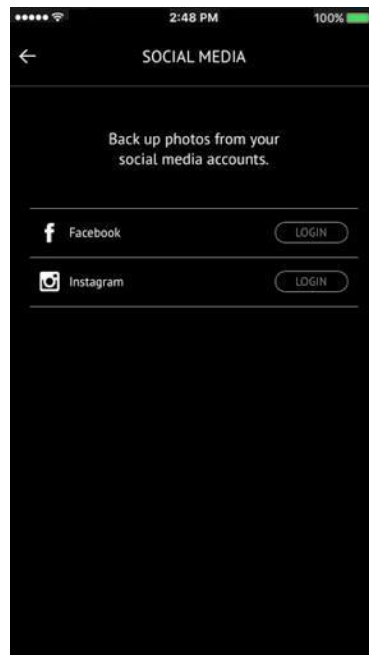 2:48 PM
100%
SOCIAL MEDIA
Back up photos from your
social media accounts.
Facebook
LOGIN
Instagram
LOGIN